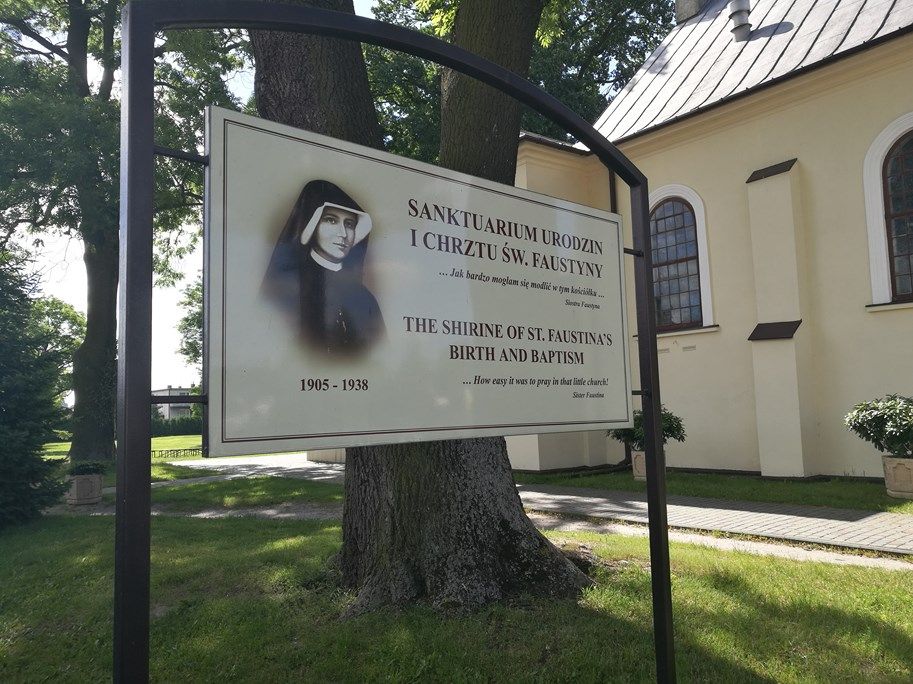 SANKTUARIUM URODZIN
I CHRZTU ŚW. FAUSTYNY
... Jak bardzo mogłam się modlić w tym kościółku ...
Siostra Faustyna
THE SHIRINE OF ST. FAUSTINA'S
BIRTH AND BAPTISM
... How easy it was to pray in that little church!
Sister Faustina
1905 - 1938